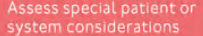 Assess special patient or
system considerations